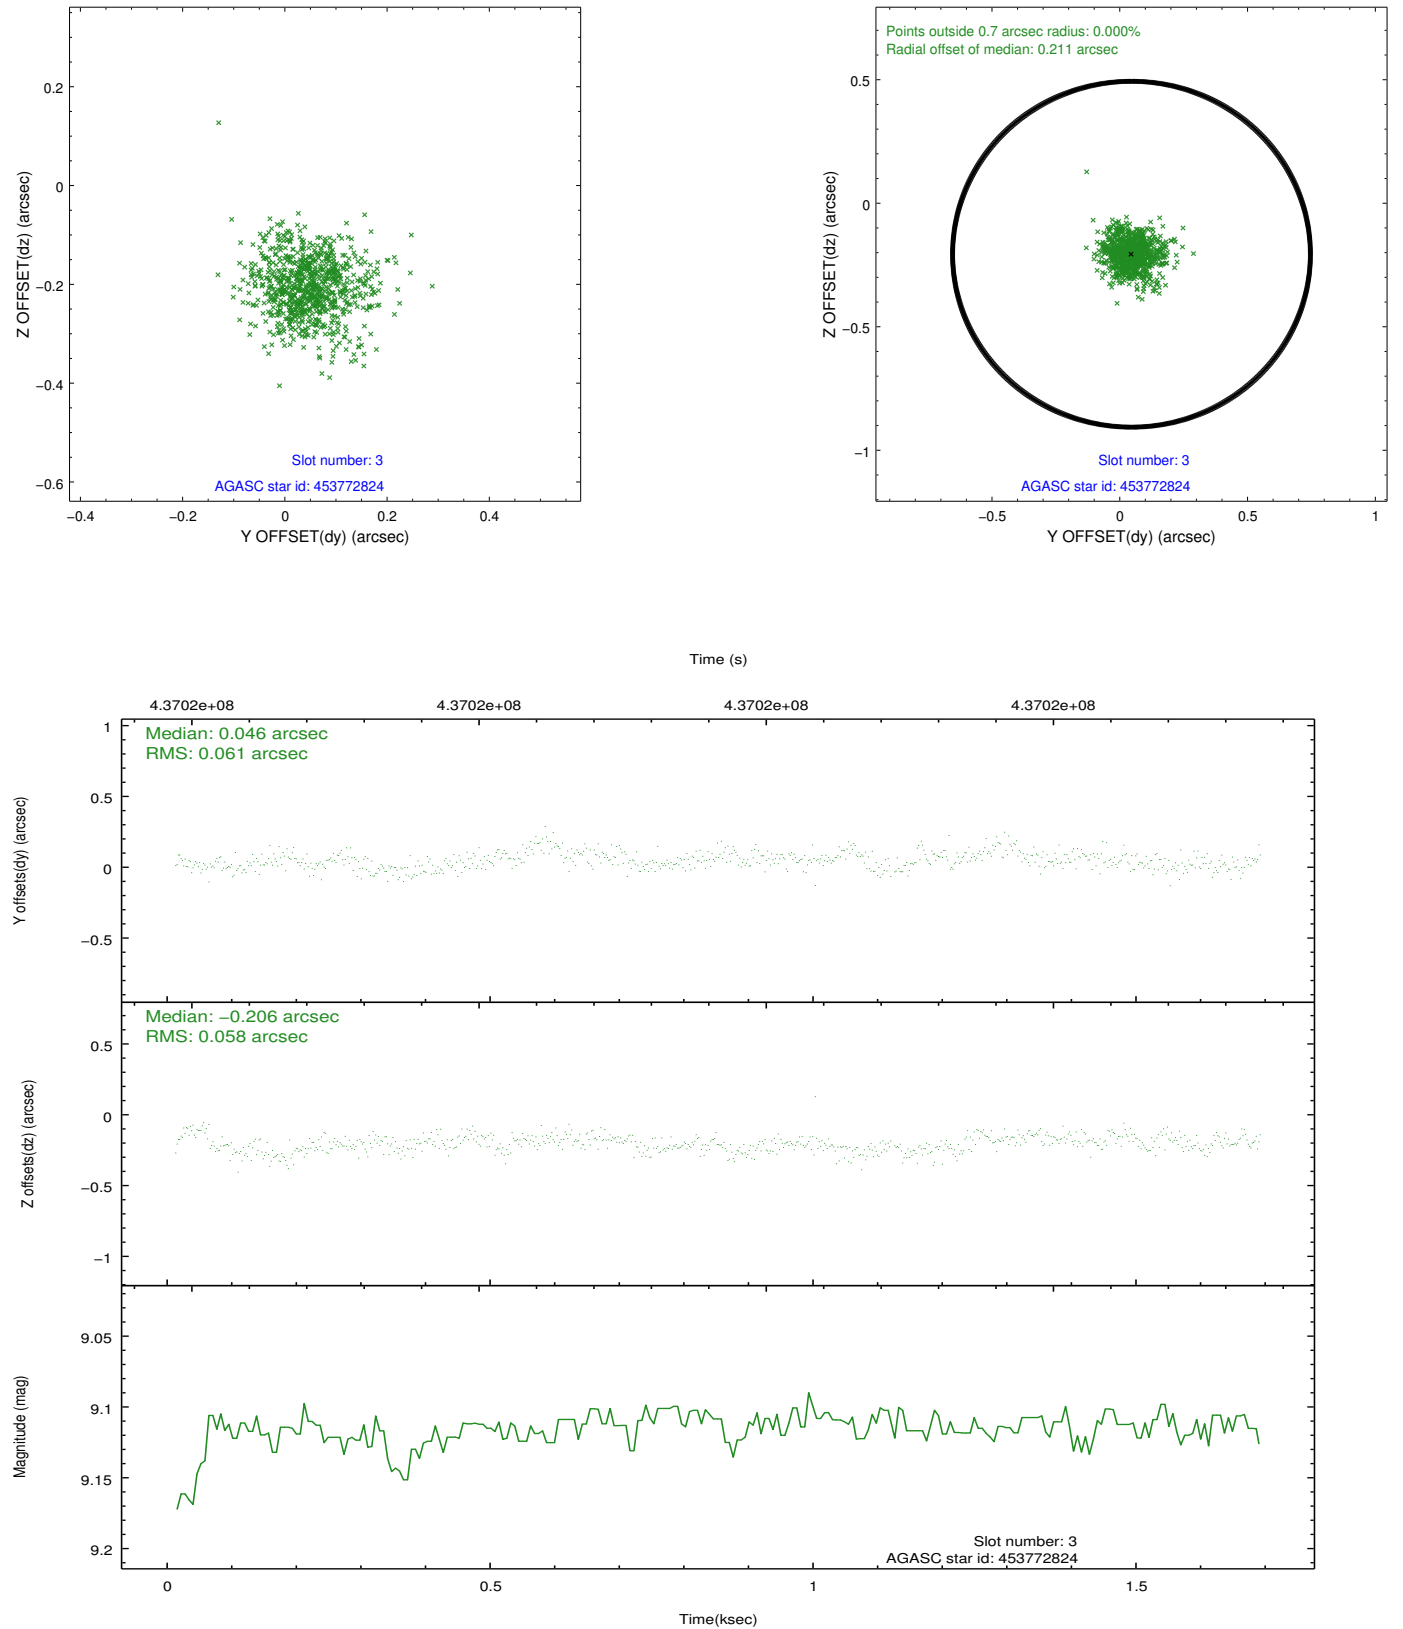 0.2
0
−0.2
−0.4
−0.6
Z OFFSET(dz) (arcsec)
Slot number: 3
AGASC star id: 453772824
−0.4 −0.2 0 0.2 0.4
Y OFFSET(dy) (arcsec)
Points outside 0.7 arcsec radius: 0.000%
Radial offset of median: 0.211 arcsec
0.5
0
−0.5
−1
Z OFFSET(dz) (arcsec)
Slot number: 3
AGASC star id: 453772824
−0.5 0 0.5 1
Y OFFSET(dy) (arcsec)
Time (s)
4.3702e+08 4.3702e+08 4.3702e+08 4.3702e+08
Median: 0.046 arcsec
RMS: 0.061 arcsec
1
0.5
0
−0.5
Y offsets(dy) (arcsec)
Median: −0.206 arcsec
RMS: 0.058 arcsec
0.5
0
−0.5
−1
Z offsets(dz) (arcsec)
9.05
9.1
9.15
9.2
Magnitude (mag)
Slot number: 3
AGASC star id: 453772824
0 0.5 1 1.5
Time(ksec)